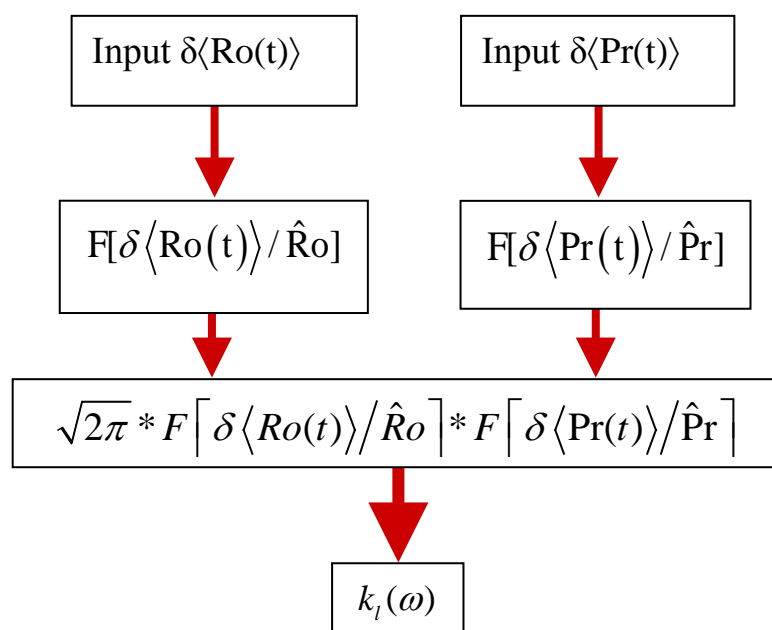 Input δ⟨Ro(t)⟩
Input δ⟨Pr(t)⟩
F[δ⟨Ro(t)⟩/R̂o]
F[δ⟨Pr(t)⟩/P̂r]
√2π * F⌈δ⟨Ro(t)⟩/R̂o⌉ * F⌈δ⟨Pr(t)⟩/P̂r⌉
k_l(ω)